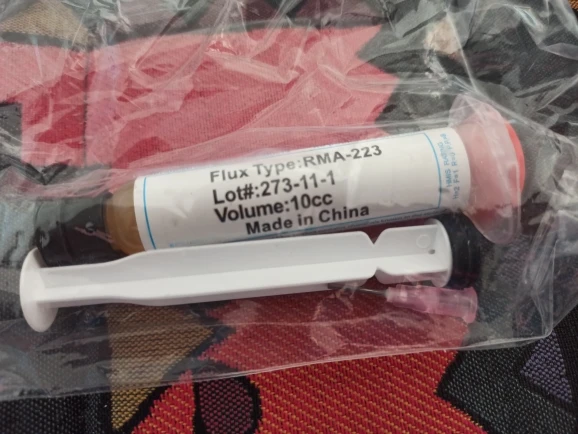 Flux Type:RMA-223
Lot#:273-11-1
Volume:10cc
Made in China